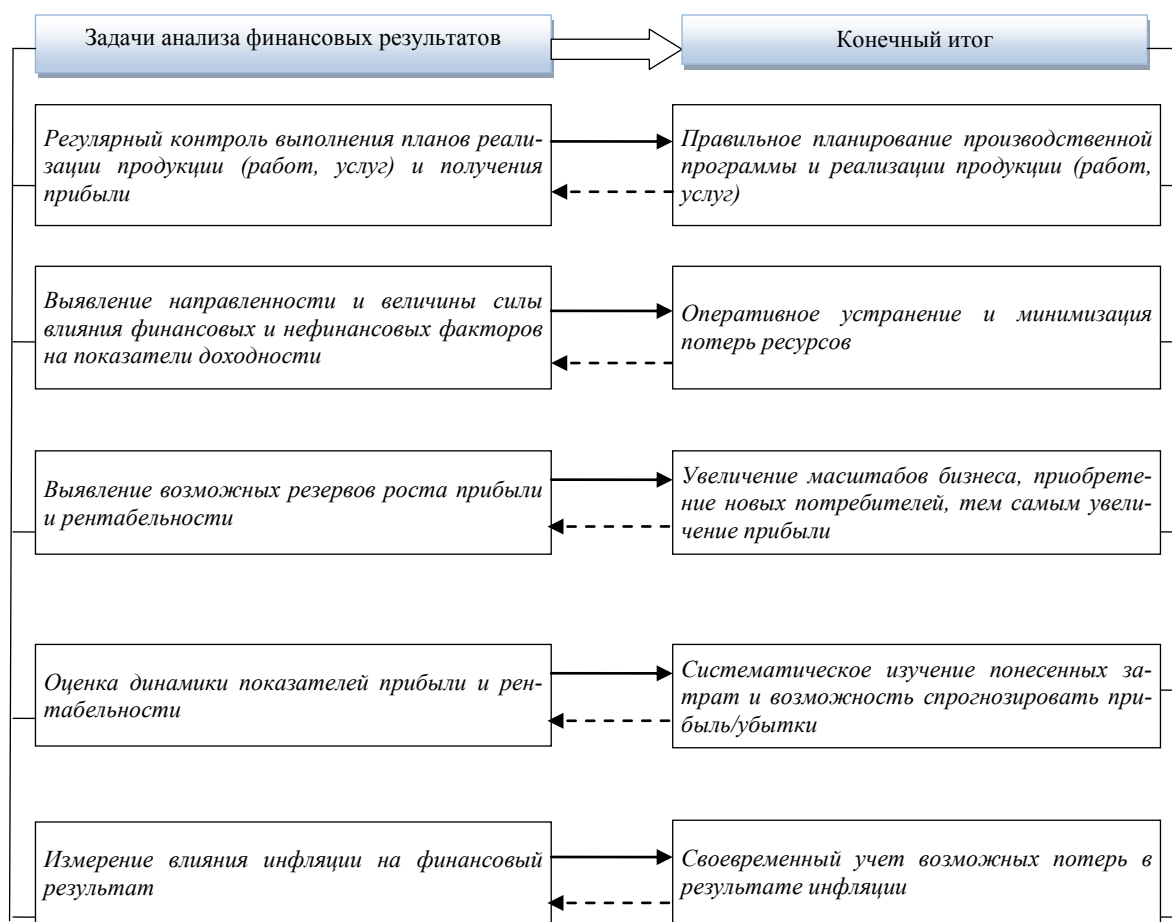 Задачи анализа финансовых результатов
Конечный итог
Регулярный контроль выполнения планов реали-
зации продукции (работ, услуг) и получения
прибыли
Правильное планирование производственной
программы и реализации продукции (работ,
услуг)
Выявление направленности и величины силы
влияния финансовых и нефинансовых факторов
на показатели доходности
Оперативное устранение и минимизация
потерь ресурсов
Выявление возможных резервов роста прибыли
и рентабельности
Увеличение масштабов бизнеса, приобрете-
ние новых потребителей, тем самым увели-
чение прибыли
Оценка динамики показателей прибыли и рен-
табельности
Систематическое изучение понесенных за-
трат и возможность спрогнозировать при-
быль/убытки
Измерение влияния инфляции на финансовый
результат
Своевременный учет возможных потерь в
результате инфляции